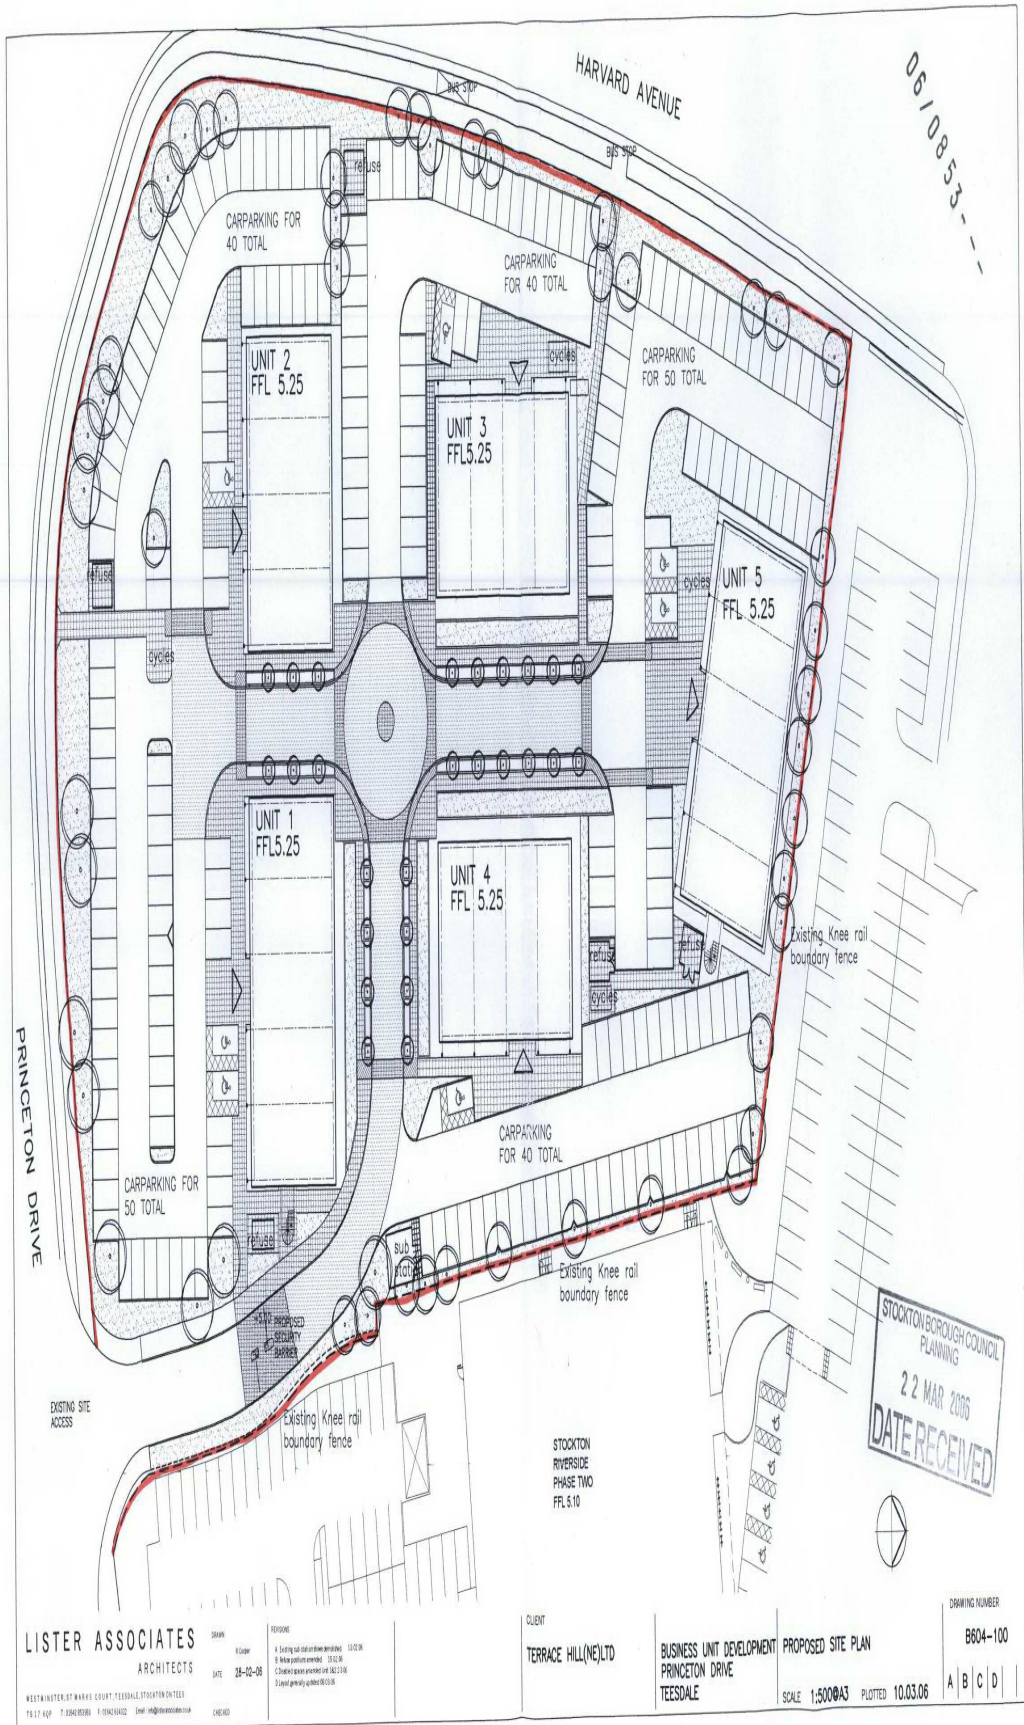 HARVARD AVENUE
06/0853---
BUS STOP
BUS STOP
refuse
CARPARKING FOR
40 TOTAL
CARPARKING
FOR 40 TOTAL
CARPARKING
FOR 50 TOTAL
cycles
UNIT 2
FFL 5.25
UNIT 3
FFL5.25
UNIT 5
FFL 5.25
cycles
refuse
cycles
UNIT 1
FFL5.25
UNIT 4
FFL 5.25
refuse
refuse
cycles
Existing Knee rail
boundary fence
PRINCETON DRIVE
CARPARKING
FOR 40 TOTAL
CARPARKING FOR
50 TOTAL
refuse
sub
station
Existing Knee rail
boundary fence
PROPOSED
SECURITY
BARRIER
EXISTING SITE
ACCESS
Existing Knee rail
boundary fence
STOCKTON
RIVERSIDE
PHASE TWO
FFL 5.10
STOCKTON BOROUGH COUNCIL
PLANNING
22 MAR 2006
DATE RECEIVED
LISTER ASSOCIATES
ARCHITECTS
DRAWN
DATE
28-02-06
CHECKED
REVISIONS
CLIENT
TERRACE HILL(NE)LTD
BUSINESS UNIT DEVELOPMENT
PRINCETON DRIVE
TEESDALE
PROPOSED SITE PLAN
SCALE 1:500@A3 PLOTTED 10.03.06
DRAWING NUMBER
B604-100
A B C D